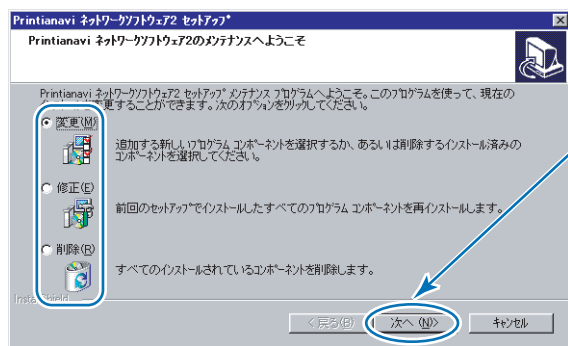 Printianavi ﾈｯﾄﾜｰｸｿﾌﾄｳｪｱ2 ｾｯﾄｱｯﾌﾟ
Printianavi ﾈｯﾄﾜｰｸｿﾌﾄｳｪｱ2のﾒﾝﾃﾅﾝｽへようこそ
Printianavi ﾈｯﾄﾜｰｸｿﾌﾄｳｪｱ2 ｾｯﾄｱｯﾌﾟ ﾒﾝﾃﾅﾝｽ ﾌﾟﾛｸﾞﾗﾑへようこそ。このﾌﾟﾛｸﾞﾗﾑを使って、現在の
変更することができます。次のｵﾌﾟｼｮﾝをｸﾘｯｸしてください。
変更(M)
追加する新しいﾌﾟﾛｸﾞﾗﾑ ｺﾝﾎﾟｰﾈﾝﾄを選択するか、あるいは削除するｲﾝｽﾄｰﾙ済みの
ｺﾝﾎﾟｰﾈﾝﾄを選択してください。
修正(E)
前回のｾｯﾄｱｯﾌﾟでｲﾝｽﾄｰﾙしたすべてのﾌﾟﾛｸﾞﾗﾑ ｺﾝﾎﾟｰﾈﾝﾄを再ｲﾝｽﾄｰﾙします。
削除(R)
すべてのｲﾝｽﾄｰﾙされているｺﾝﾎﾟｰﾈﾝﾄを削除します。
InstallShield
< 戻る(B) 次へ (N)> ｷｬﾝｾﾙ